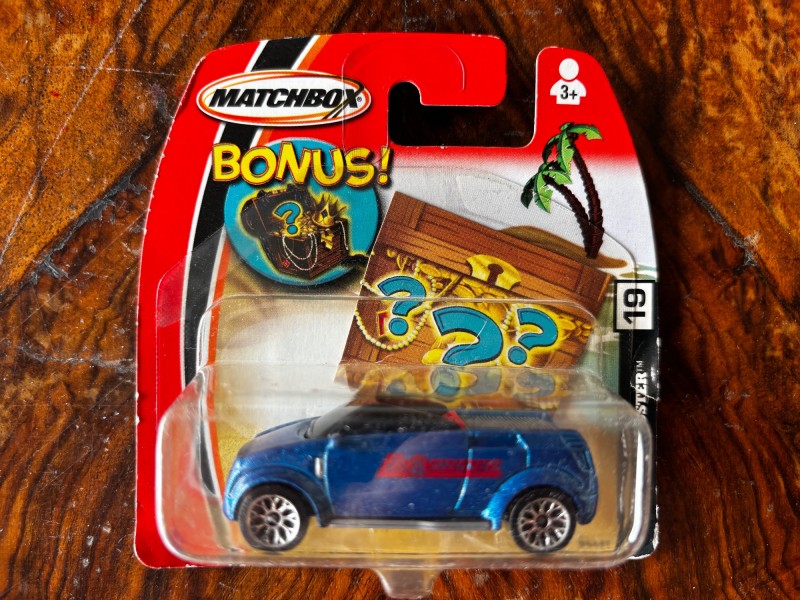 MATCHBOX®
3+
BONUS!
?
? ? ?
19
STER™